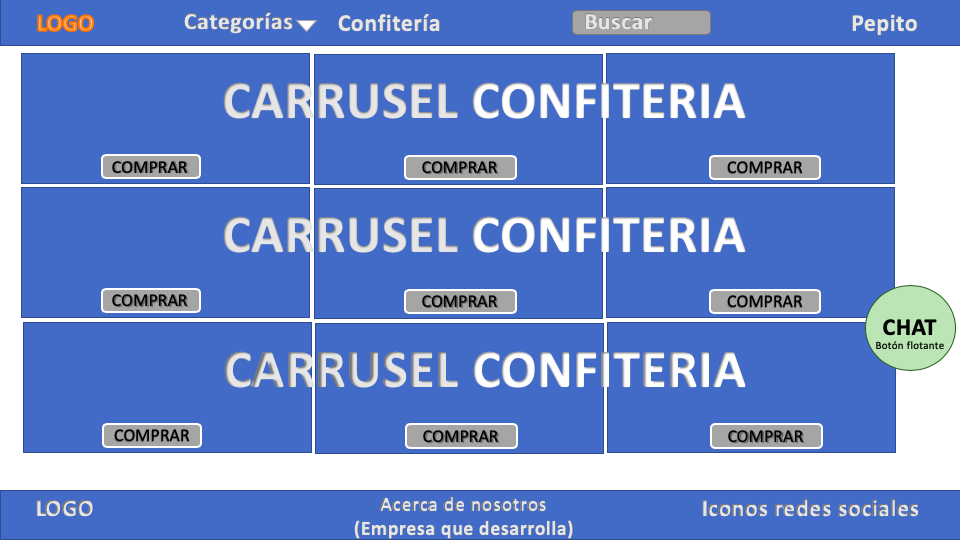 LOGO Categorías Confitería Buscar Pepito
CARRUSEL CONFITERIA
COMPRAR COMPRAR COMPRAR
CARRUSEL CONFITERIA
COMPRAR COMPRAR COMPRAR
CHAT
Botón flotante
CARRUSEL CONFITERIA
COMPRAR COMPRAR COMPRAR
LOGO Acerca de nosotros Iconos redes sociales
(Empresa que desarrolla)